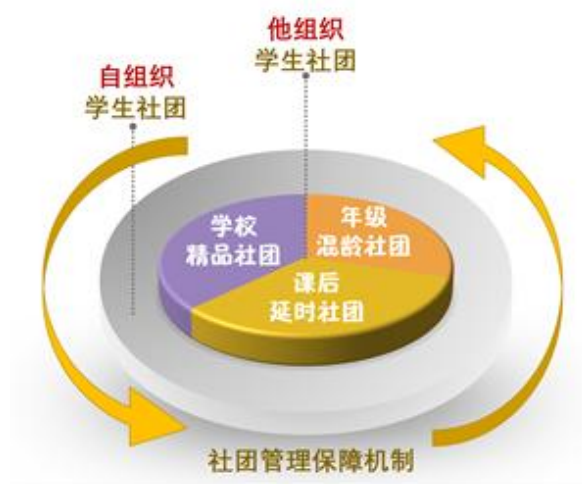 他组织
学生社团
自组织
学生社团
学校
精品社团
年级
混龄社团
课后
延时社团
社团管理保障机制